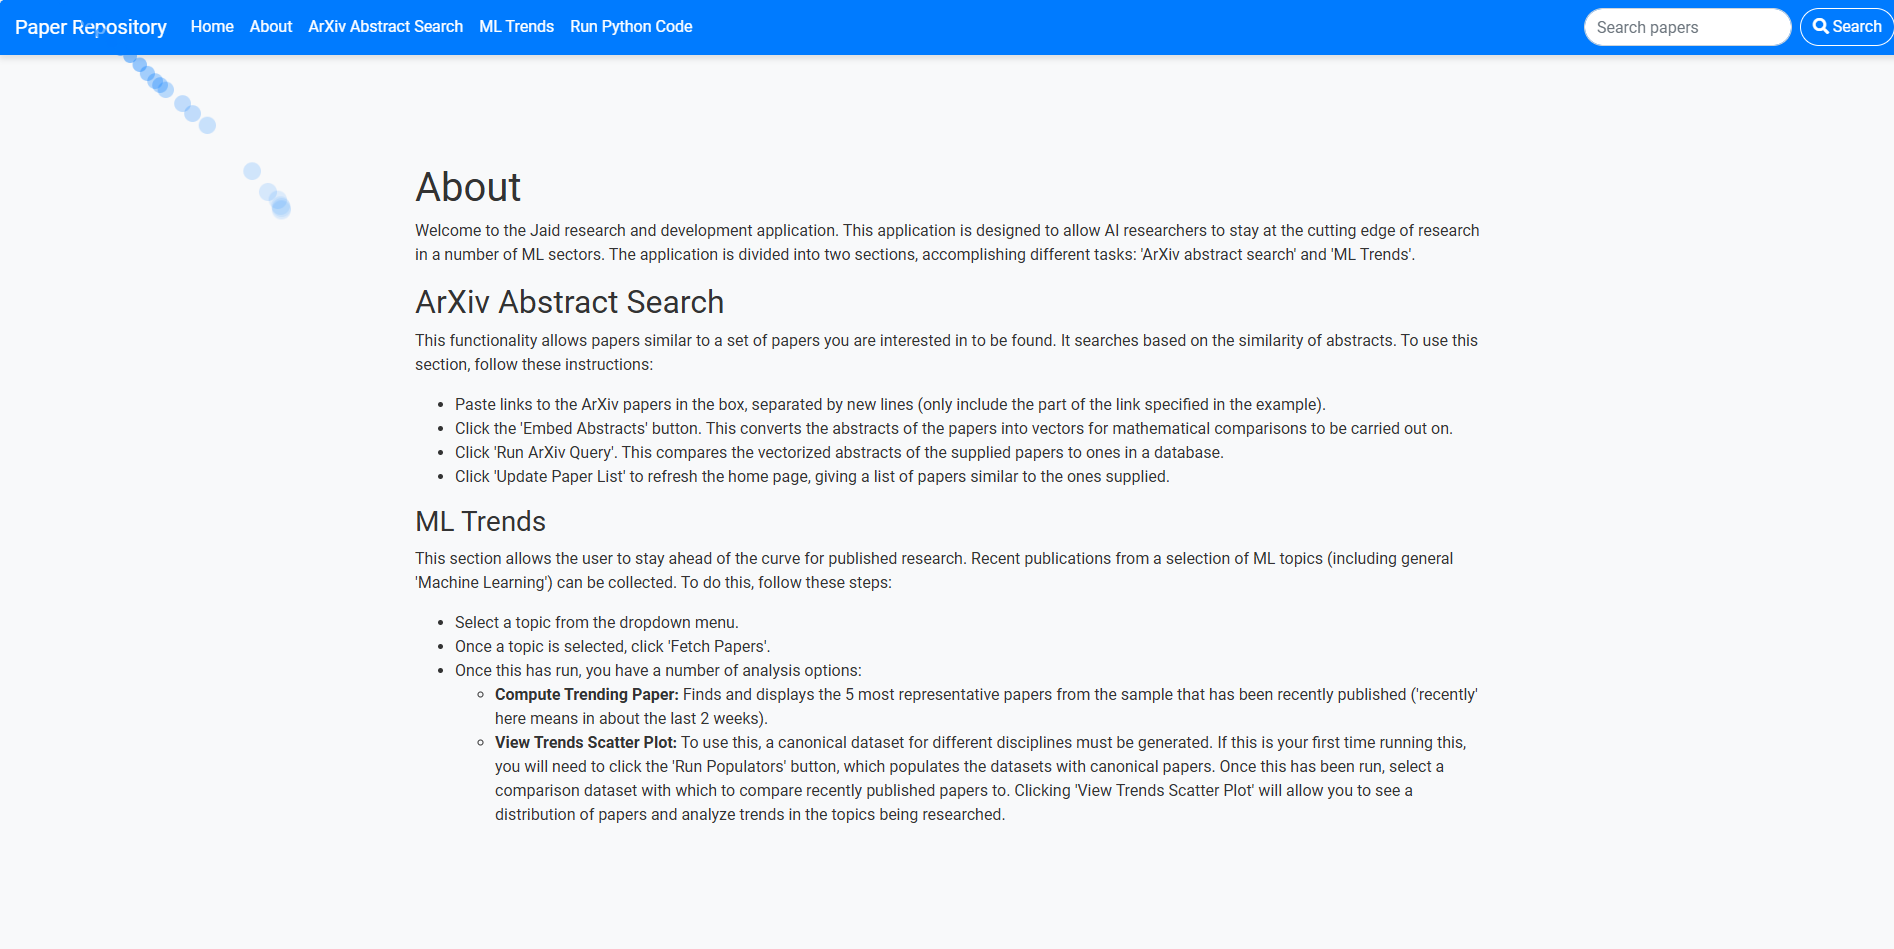 Paper Repository Home About ArXiv Abstract Search ML Trends Run Python Code Search papers Search
About
Welcome to the Jaid research and development application. This application is designed to allow AI researchers to stay at the cutting edge of research
in a number of ML sectors. The application is divided into two sections, accomplishing different tasks: 'ArXiv abstract search' and 'ML Trends'.
ArXiv Abstract Search
This functionality allows papers similar to a set of papers you are interested in to be found. It searches based on the similarity of abstracts. To use this
section, follow these instructions:
• Paste links to the ArXiv papers in the box, separated by new lines (only include the part of the link specified in the example).
• Click the 'Embed Abstracts' button. This converts the abstracts of the papers into vectors for mathematical comparisons to be carried out on.
• Click 'Run ArXiv Query'. This compares the vectorized abstracts of the supplied papers to ones in a database.
• Click 'Update Paper List' to refresh the home page, giving a list of papers similar to the ones supplied.
ML Trends
This section allows the user to stay ahead of the curve for published research. Recent publications from a selection of ML topics (including general
'Machine Learning') can be collected. To do this, follow these steps:
• Select a topic from the dropdown menu.
• Once a topic is selected, click 'Fetch Papers'.
• Once this has run, you have a number of analysis options:
◦ Compute Trending Paper: Finds and displays the 5 most representative papers from the sample that has been recently published ('recently'
here means in about the last 2 weeks).
◦ View Trends Scatter Plot: To use this, a canonical dataset for different disciplines must be generated. If this is your first time running this,
you will need to click the 'Run Populators' button, which populates the datasets with canonical papers. Once this has been run, select a
comparison dataset with which to compare recently published papers to. Clicking 'View Trends Scatter Plot' will allow you to see a
distribution of papers and analyze trends in the topics being researched.